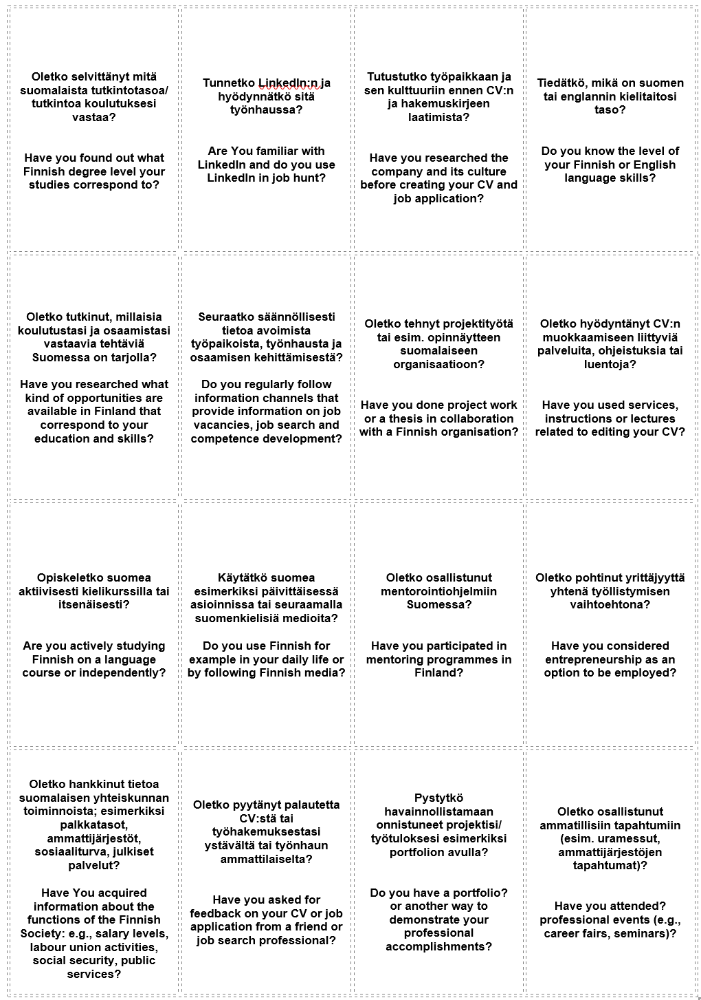 Oletko selvittänyt mitä
suomalaista tutkintotasoa/
tutkintoa koulutuksesi
vastaa?
Have you found out what
Finnish degree level your
studies correspond to?
Tunnetko LinkedIn:n ja
hyödynnätkö sitä
työnhaussa?
Are You familiar with
LinkedIn and do you use
LinkedIn in job hunt?
Tutustutko työpaikkaan ja
sen kulttuuriin ennen CV:n
ja hakemuskirjeen
laatimista?
Have you researched the
company and its culture
before creating your CV and
job application?
Tiedätkö, mikä on suomen
tai englannin kielitaitosi
taso?
Do you know the level of
your Finnish or English
language skills?
Oletko tutkinut, millaisia
koulutustasi ja osaamistasi
vastaavia tehtäviä
Suomessa on tarjolla?
Have you researched what
kind of opportunities are
available in Finland that
correspond to your
education and skills?
Seuraatko säännöllisesti
tietoa avoimista
työpaikoista, työnhausta ja
osaamisen kehittämisestä?
Do you regularly follow
information channels that
provide information on job
vacancies, job search and
competence development?
Oletko tehnyt projektityötä
tai esim. opinnäytteen
suomalaiseen
organisaatioon?
Have you done project work
or a thesis in collaboration
with a Finnish organisation?
Oletko hyödyntänyt CV:n
muokkaamiseen liittyviä
palveluita, ohjeistuksia tai
luentoja?
Have you used services,
instructions or lectures
related to editing your CV?
Opiskeletko suomea
aktiivisesti kielikurssilla tai
itsenäisesti?
Are you actively studying
Finnish on a language
course or independently?
Käytätkö suomea
esimerkiksi päivittäisessä
asioinnissa tai seuraamalla
suomenkielisiä medioita?
Do you use Finnish for
example in your daily life or
by following Finnish media?
Oletko osallistunut
mentorointiohjelmiin
Suomessa?
Have you participated in
mentoring programmes in
Finland?
Oletko pohtinut yrittäjyyttä
yhtenä työllistymisen
vaihtoehtona?
Have you considered
entrepreneurship as an
option to be employed?
Oletko hankkinut tietoa
suomalaisen yhteiskunnan
toiminnoista; esimerkiksi
palkkatasot,
ammattijärjestöt,
sosiaaliturva, julkiset
palvelut?
Have You acquired
information about the
functions of the Finnish
Society: e.g., salary levels,
labour union activities,
social security, public
services?
Oletko pyytänyt palautetta
CV:stä tai
työhakemuksestasi
ystävältä tai työnhaun
ammattilaiselta?
Have you asked for
feedback on your CV or job
application from a friend or
job search professional?
Pystytkö
havainnollistamaan
onnistuneet projektisi/
työtuloksesi esimerkiksi
portfolion avulla?
Do you have a portfolio?
or another way to
demonstrate your
professional
accomplishments?
Oletko osallistunut
ammatillisiin tapahtumiin
(esim. uramessut,
ammattijärjestöjen
tapahtumat)?
Have you attended?
professional events (e.g.,
career fairs, seminars)?